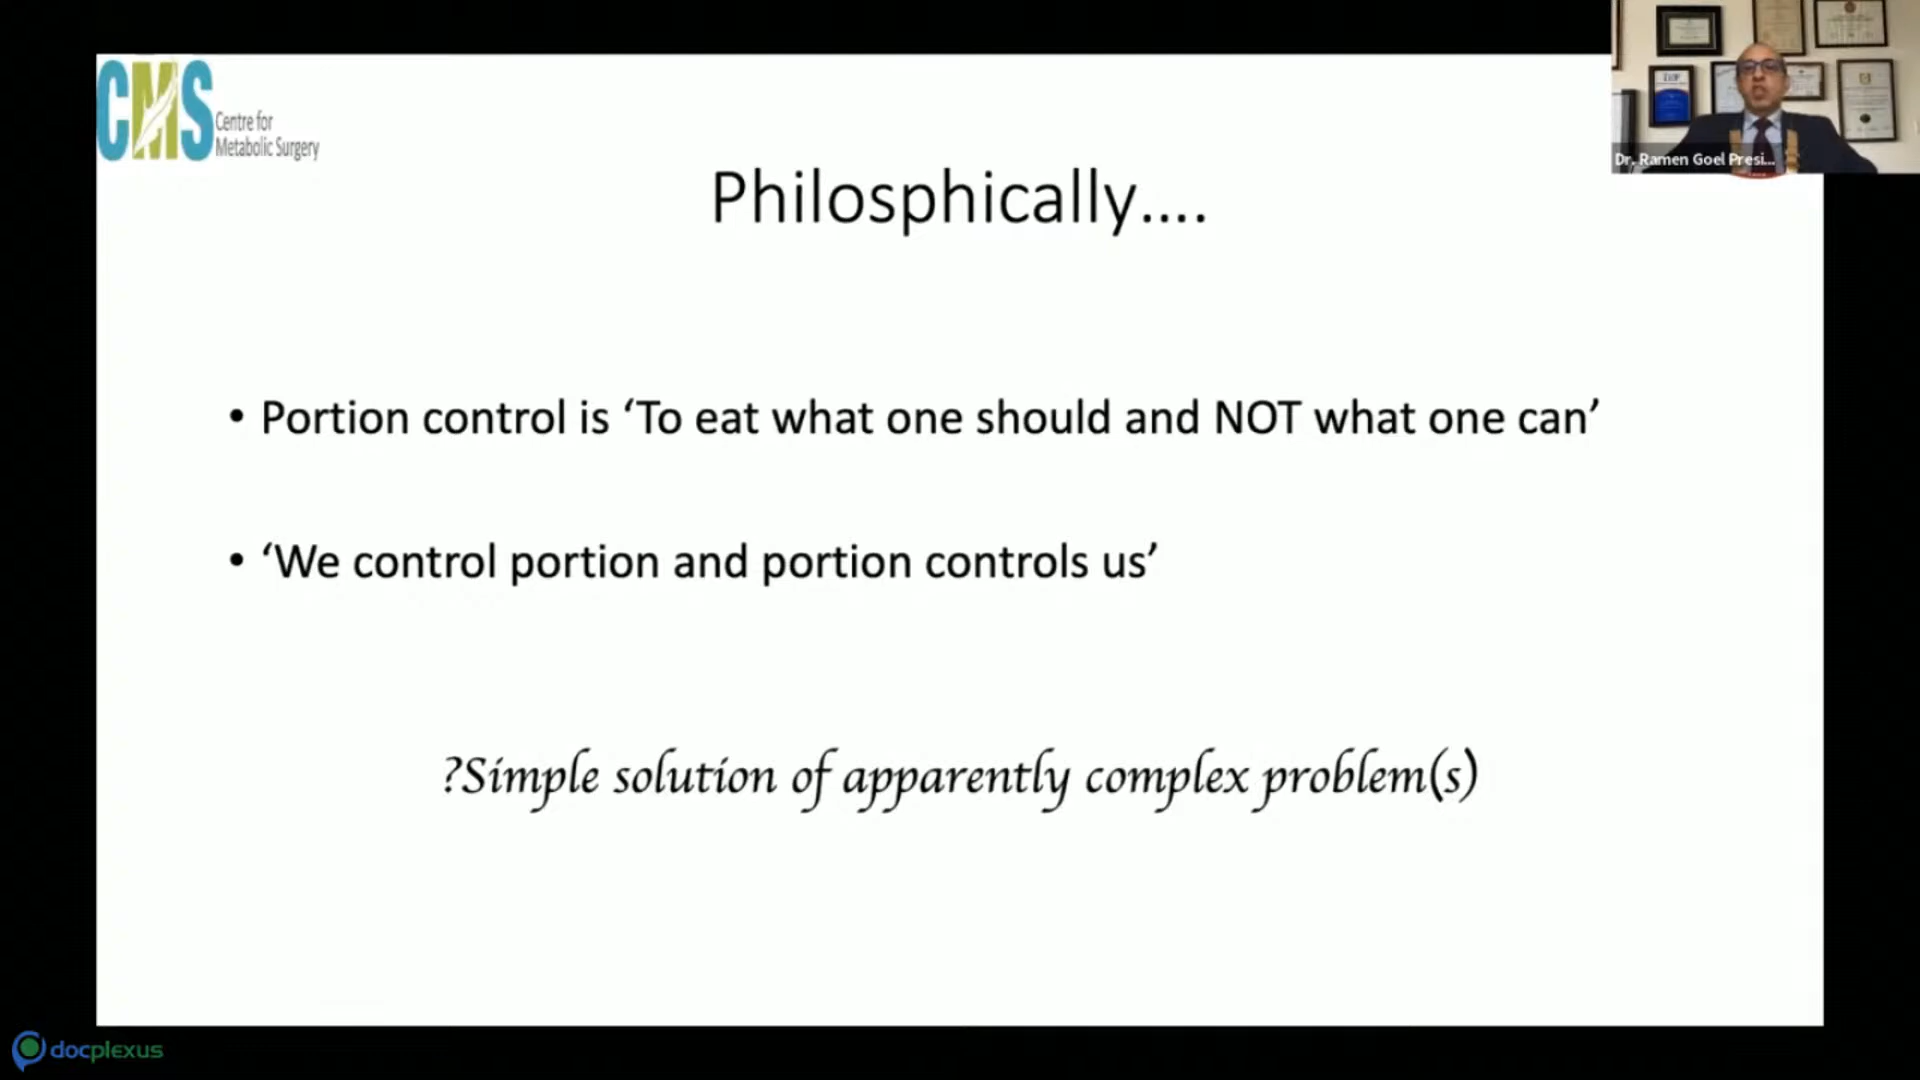 CMS
Centre for
Metabolic Surgery
Dr. Ramen Goel Presi...
Philosphically....
• Portion control is ‘To eat what one should and NOT what one can’
• ‘We control portion and portion controls us’
?Simple solution of apparently complex problem(s)
docplexus